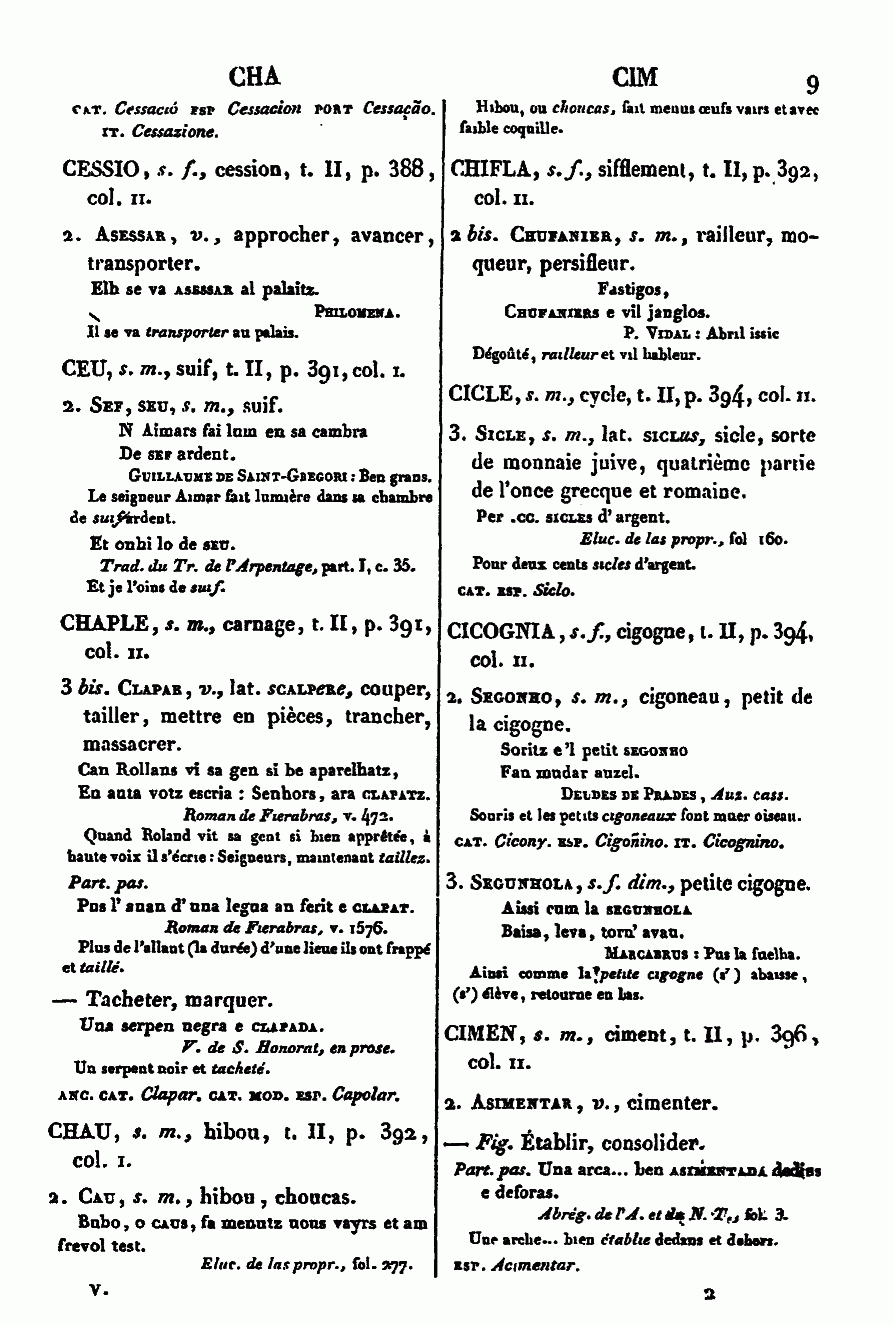 CHA
CIM
9
CAT. Cessació ESP Cessacion PORT Cessação.
IT. Cessazione.
CESSIO, s. f., cession, t. II, p. 388,
col. II.
2. ASESSAR, v., approcher, avancer,
transporter.
Elh se va ASESSAR al palaitz.
PHILOMENA.
Il se va transporter au palais.
CEU, s. m., suif, t. II, p. 391, col. I.
2. SEF, SEU, s. m., suif.
N Aimars fai lum en sa cambra
De SEF ardent.
GUILLAUME DE SAINT-GREGORI : Ben grans.
Le seigneur Aimar fait lumière dans sa chambre
de suif ardent.
Et onhi lo de SEU.
Trad. du Tr. de l'Arpentage, part. I, c. 35.
Et je l'oins de suif.
CHAPLE, s. m., carnage, t. II, p. 391,
col. II.
3 bis. CLAPAR, v., lat. SCALPere, couper,
tailler, mettre en pièces, trancher,
massacrer.
Can Rollans vi sa gen si be aparelhatz,
En auta votz escria : Senhors, ara CLAPATZ.
Roman de Fierabras, v. 472.
Quand Roland vit sa gent si bien apprêtée, à
haute voix il s'écrie : Seigneurs, maintenant taillez.
Part. pas.
Pus l' anan d' una legua an ferit e CLAPAT.
Roman de Fierabras, v. 1576.
Plus de l'allant (la durée) d'une lieue ils ont frappé
et taillé.
— Tacheter, marquer.
Una serpen negra e CLAPADA.
V. de S. Honorat, en prose.
Un serpent noir et tacheté.
ANC. CAT. Clapar. CAT. MOD. ESP. Capolar.
CHAU, s. m., hibou, t. II, p. 392,
col. I.
2. CAU, s. m., hibou, choucas.
Bubo, o CAUS, fa menutz uous vayrs et am
frevol test.
Eluc. de las propr., fol. 277.
V.
Hibou, ou choucas, fait menus œufs vairs et avec
faible coquille.
CHIFLA, s. f., sifflement, t. II, p. 392,
col. II.
2 bis. CHUFANIER, s. m., railleur, mo-
queur, persifleur.
Fastigos,
CHUFANIERS e vil janglos.
P. VIDAL : Abril issic
Dégoûté, railleur et vil hableur.
CICLE, s. m., cycle, t. II, p. 394, col. II.
3. SICLE, s. m., lat. SICLus, sicle, sorte
de monnaie juive, quatrième partie
de l'once grecque et romaine.
Per .CC. SICLES d' argent.
Eluc. de las propr., fol 160.
Pour deux cents sicles d'argent.
CAT. ESP. Siclo.
CICOGNIA, s. f., cigogne, t. II, p. 394,
col. II.
2. SEGONHO, s. m., cigoneau, petit de
la cigogne.
Soritz e 'l petit SEGONHO
Fan mudar auzel.
DEUDES DE PRADES, Auz. cass.
Souris et les petits cigoneaux font muer oiseau.
CAT. Cicony. ESP. Cigoñino. IT. Cicognino.
3. SEGUNHOLA, s. f. dim., petite cigogne.
Aissi cum la SEGUNHOLA
Baisa, leva, torn' avau.
MARCABRUS : Pus la fuelha.
Ainsi comme la petite cigogne (s') abaisse,
(s') élève, retourne en bas.
CIMEN, s. m., ciment, t. II, p. 396,
col. II.
2. ASIMENTAR, v., cimenter.
— Fig. Établir, consolider.
Part. pas. Una arca... ben ASIMENTADA dedins
e deforas.
Abrég. de l'A. et du N. T., fol. 3.
Une arche... bien établie dedans et dehors.
ESP. Acimentar.
2